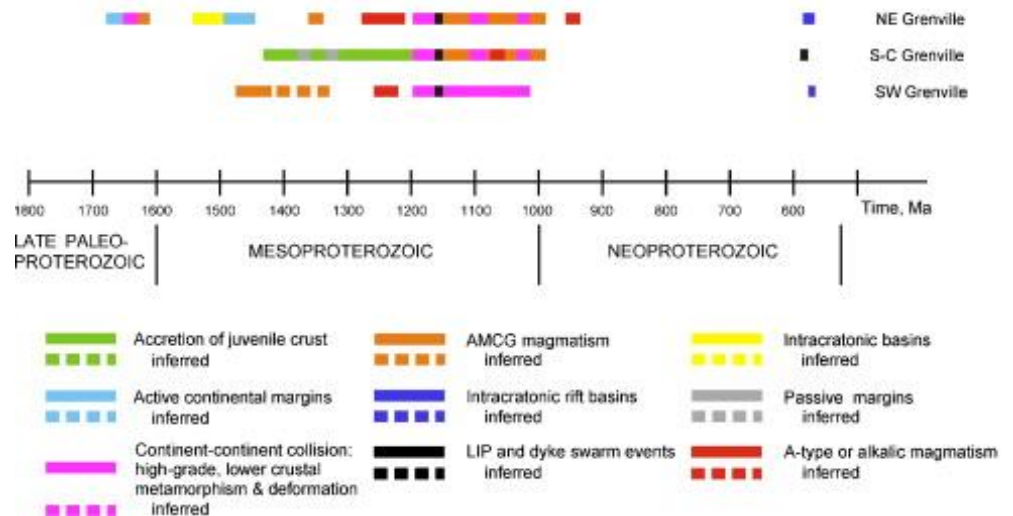 NE Grenville
S-C Grenville
SW Grenville
1800 1700 1600 1500 1400 1300 1200 1100 1000 900 800 700 600 Time, Ma
LATE PALEO-
PROTEROZOIC
MESOPROTEROZOIC
NEOPROTEROZOIC
Accretion of juvenile crust
inferred
AMCG magmatism
inferred
Intracratonic basins
inferred
Active continental margins
inferred
Intracratonic rift basins
inferred
Passive margins
inferred
Continent-continent collision:
high-grade, lower crustal
metamorphism & deformation
inferred
LIP and dyke swarm events
inferred
A-type or alkalic magmatism
inferred